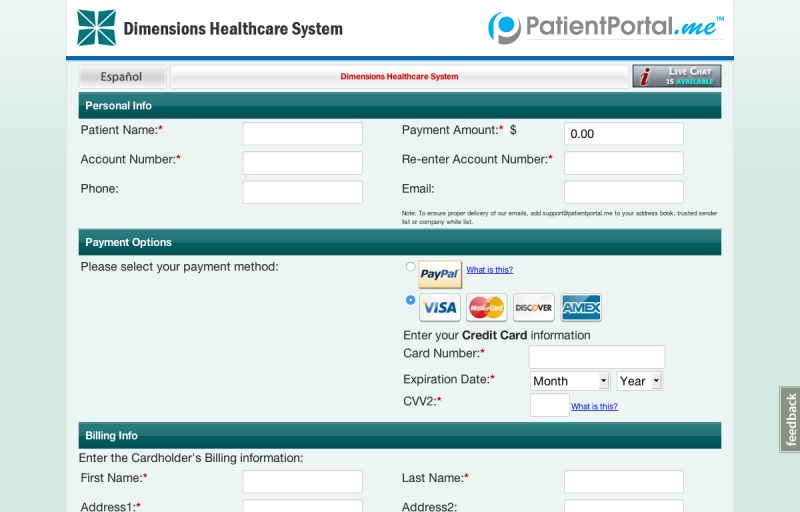 Dimensions Healthcare System
PatientPortal.me™
Español
Dimensions Healthcare System
i LIVE CHAT
IS AVAILABLE
Personal Info
Patient Name:*
Payment Amount:* $ 0.00
Account Number:*
Re-enter Account Number:*
Phone:
Email:
Note: To ensure proper delivery of our emails, add support@patientportal.me to your address book, trusted sender
list or company white list.
Payment Options
Please select your payment method:
PayPal What is this?
VISA MasterCard DISCOVER AMEX
Enter your Credit Card information
Card Number:*
Expiration Date:* Month Year
CVV2:* What is this?
feedback
Billing Info
Enter the Cardholder's Billing information:
First Name:*
Last Name:*
Address1:*
Address2: